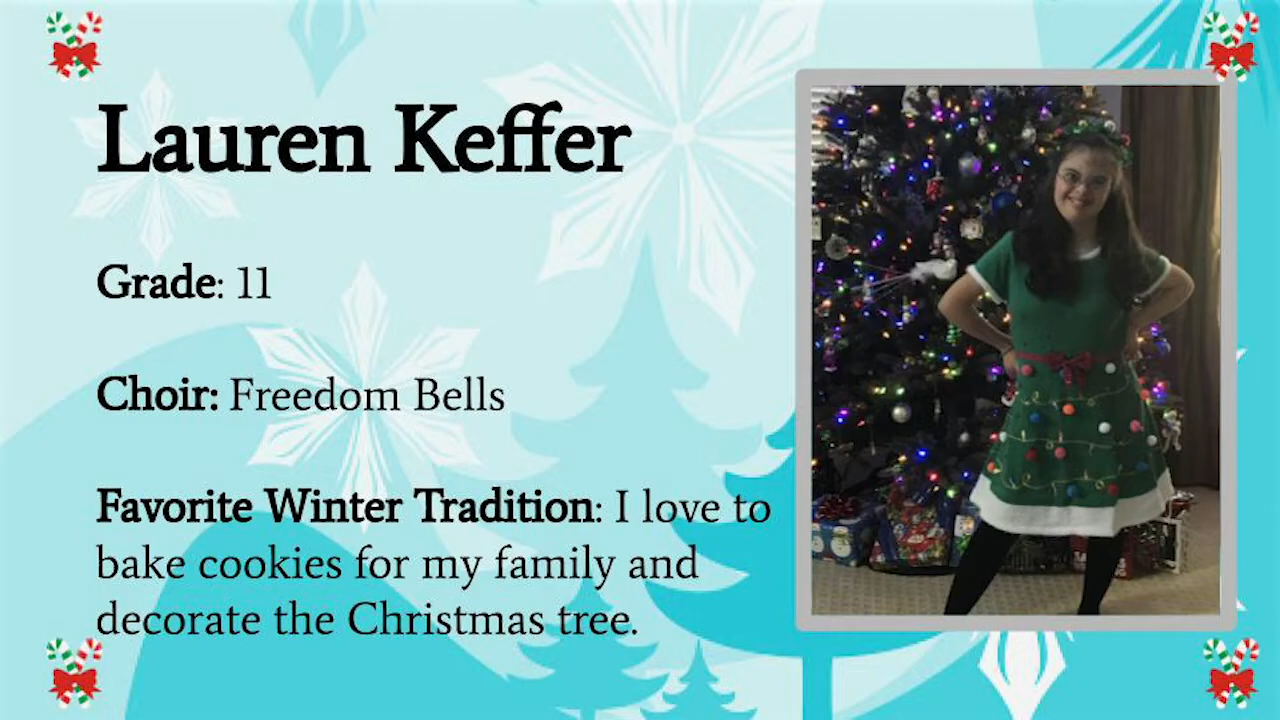 Lauren Keffer
Grade: 11
Choir: Freedom Bells
Favorite Winter Tradition: I love to
bake cookies for my family and
decorate the Christmas tree.